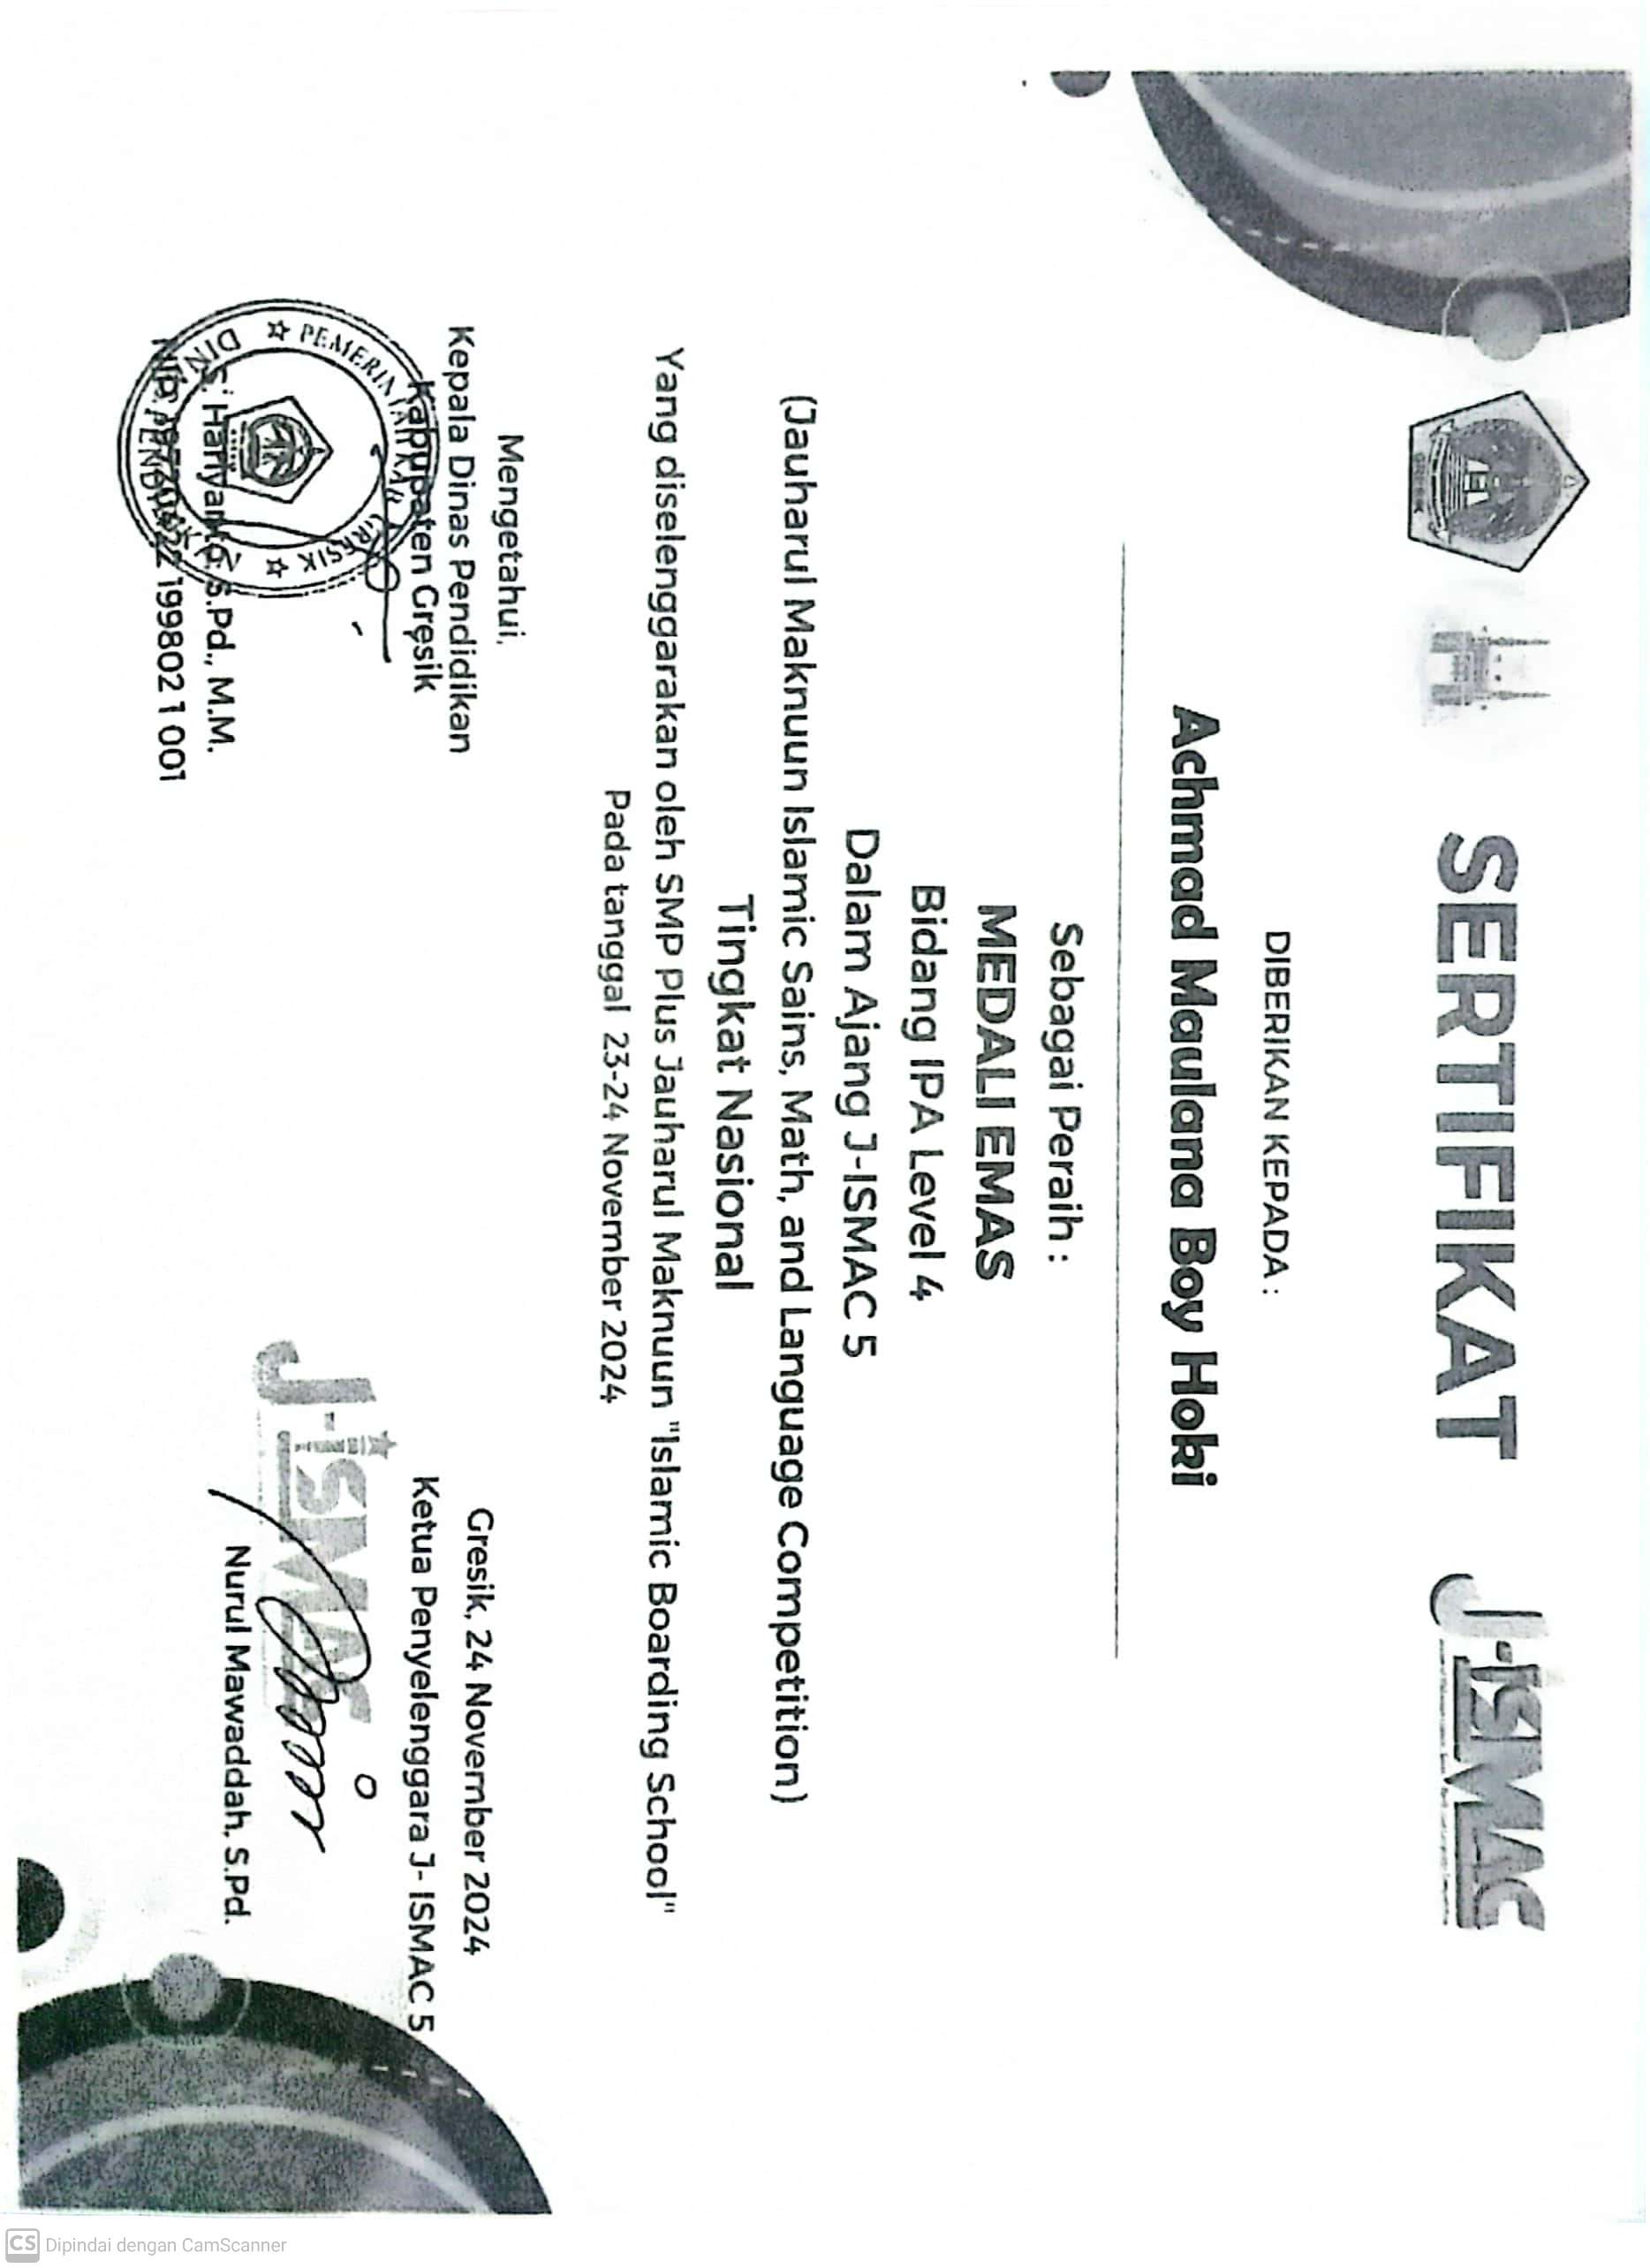 SERTIFIKAT
J-ISMAC
DIBERIKAN KEPADA :
Achmad Maulana Boy Hoki
Sebagai Peraih :
MEDALI EMAS
Bidang IPA Level 4
Dalam Ajang J-ISMAC 5
(Jauharul Maknuun Islamic Sains, Math, and Language Competition)
Tingkat Nasional
Yang diselenggarakan oleh SMP Plus Jauharul Maknuun "Islamic Boarding School"
Pada tanggal 23-24 November 2024
Mengetahui,
Kepala Dinas Pendidikan
Kabupaten Gresik
PEMERINTAH KAB GRESIK
DINAS PENDIDIKAN
S. Hariyanto, S.Pd., M.M.
NIP. 199802 1 001
Gresik, 24 November 2024
Ketua Penyelenggara J- ISMAC 5
J-ISMAC
Nurul Mawaddah, S.Pd.
CS Dipindai dengan CamScanner